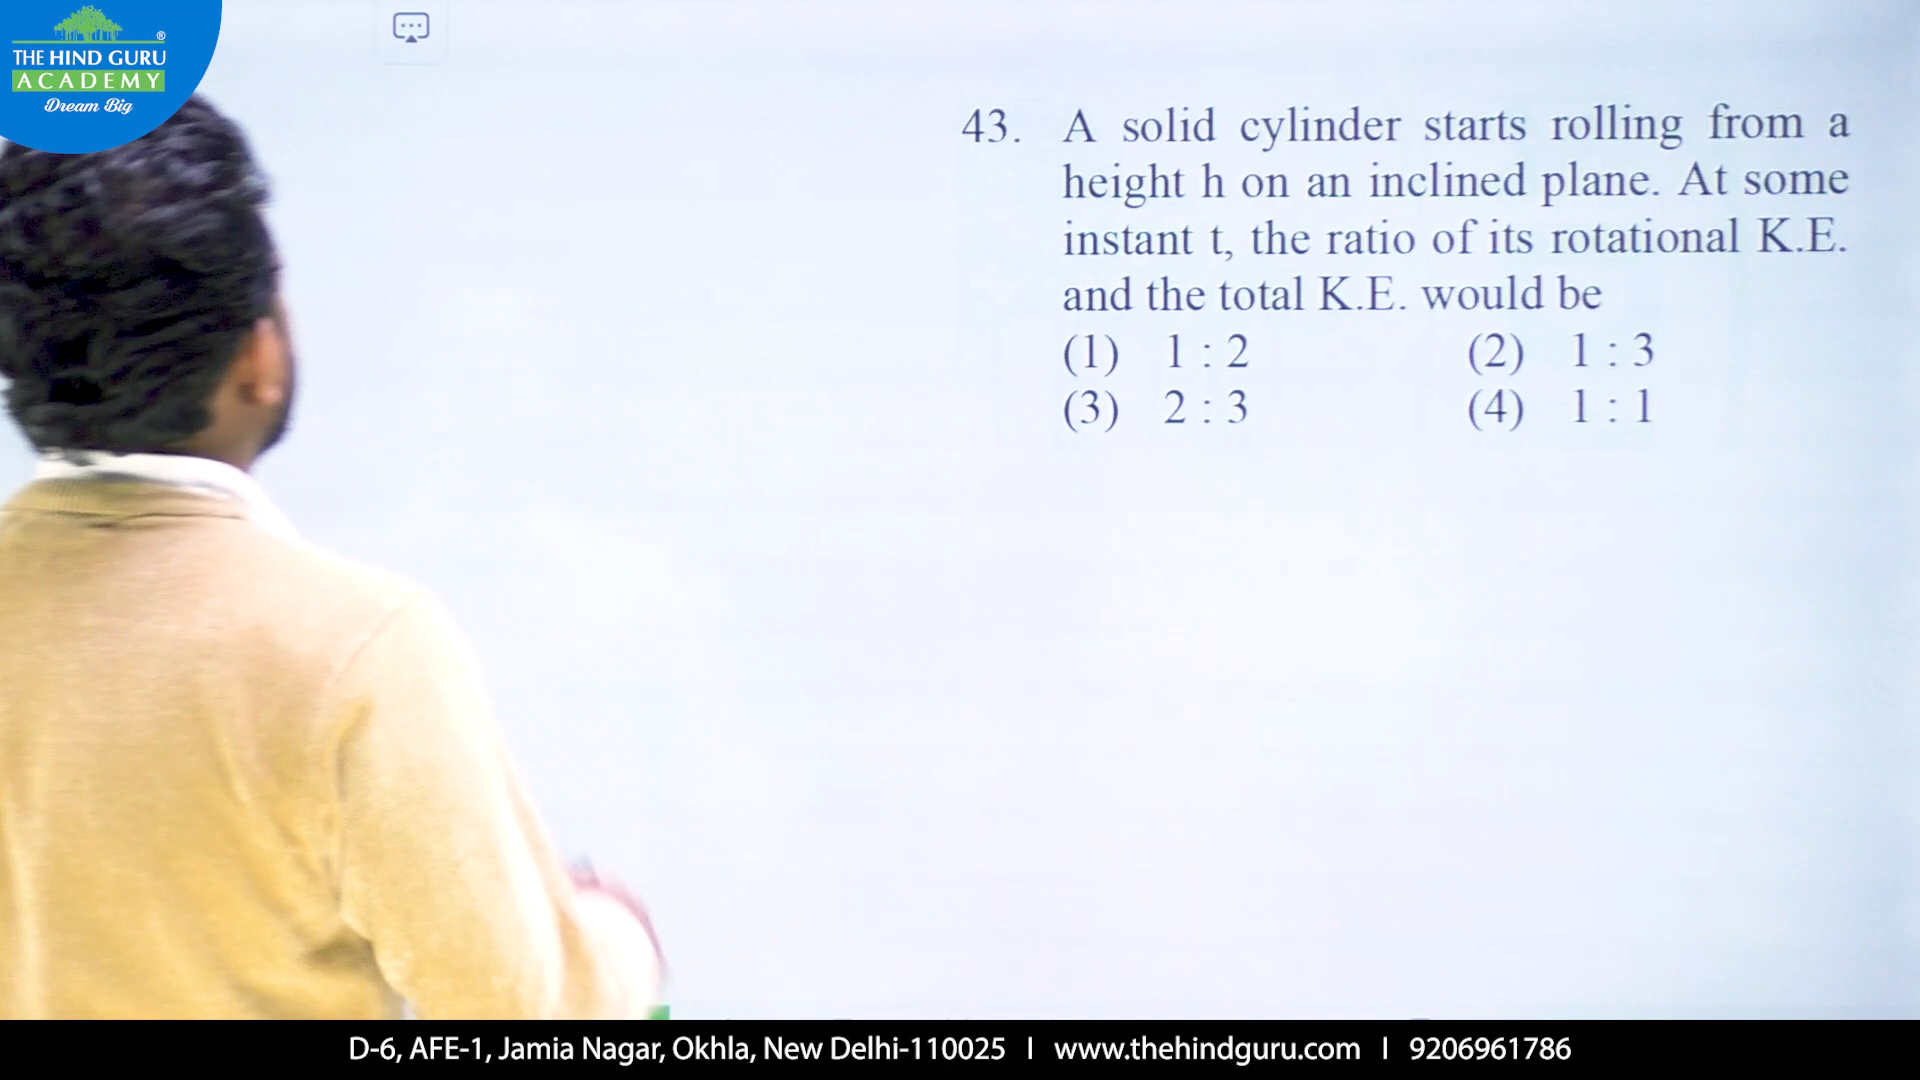 ®
THE HIND GURU
ACADEMY
Dream Big
43. A solid cylinder starts rolling from a
height h on an inclined plane. At some
instant t, the ratio of its rotational K.E.
and the total K.E. would be
(1) 1 : 2 (2) 1 : 3
(3) 2 : 3 (4) 1 : 1
D-6, AFE-1, Jamia Nagar, Okhla, New Delhi-110025 I www.thehindguru.com I 9206961786